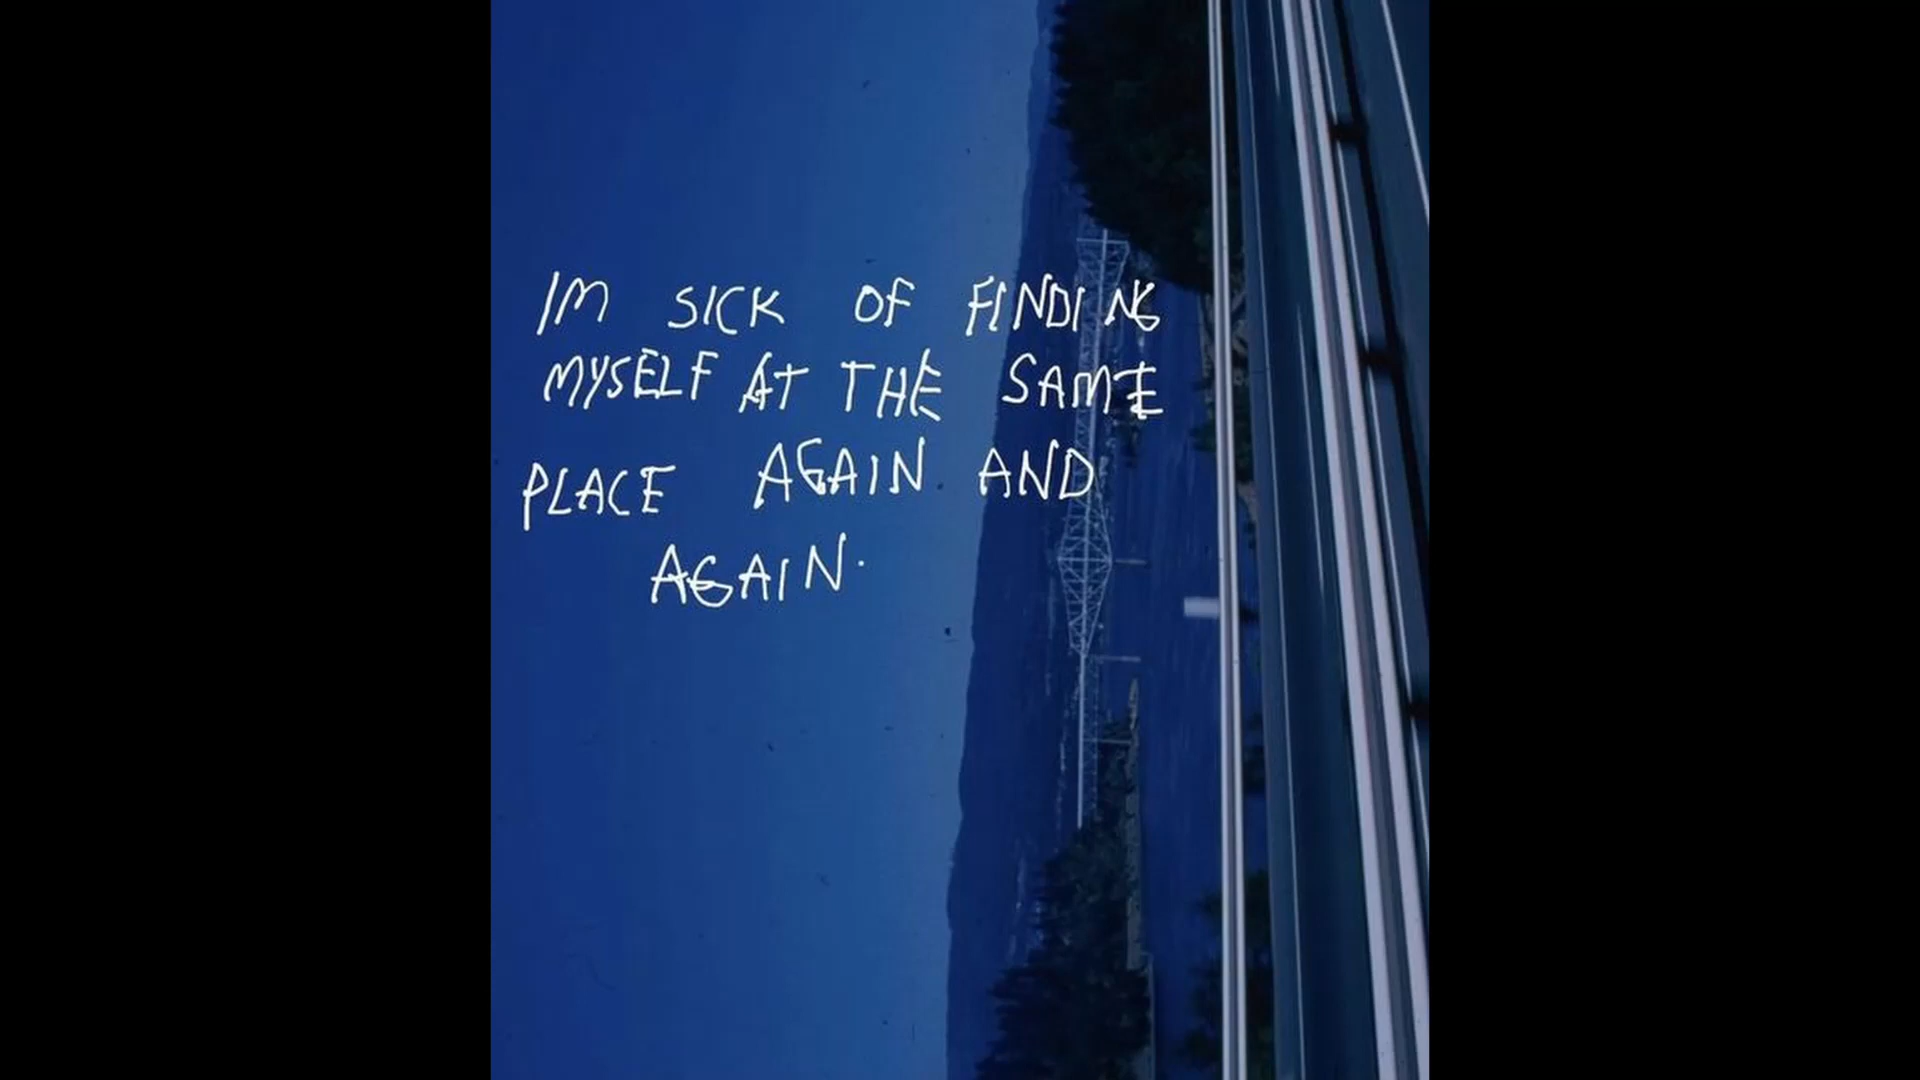 IM SICK OF FINDING
MYSELF AT THE SAME
PLACE AGAIN AND
AGAIN.